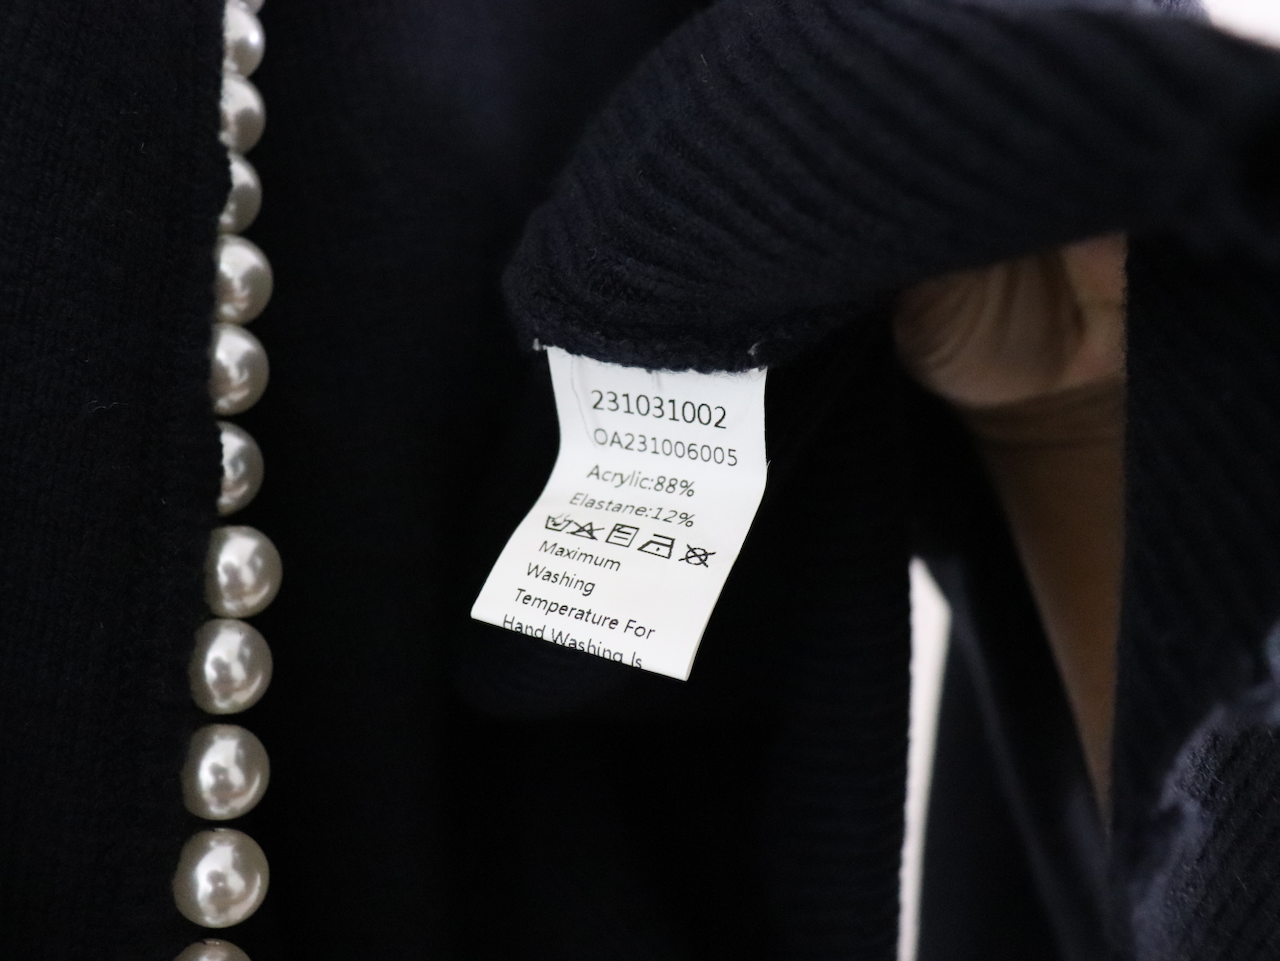 231031002
OA231006005
Acrylic:88%
Elastane:12%
Maximum
Washing
Temperature For
Hand Washing Is